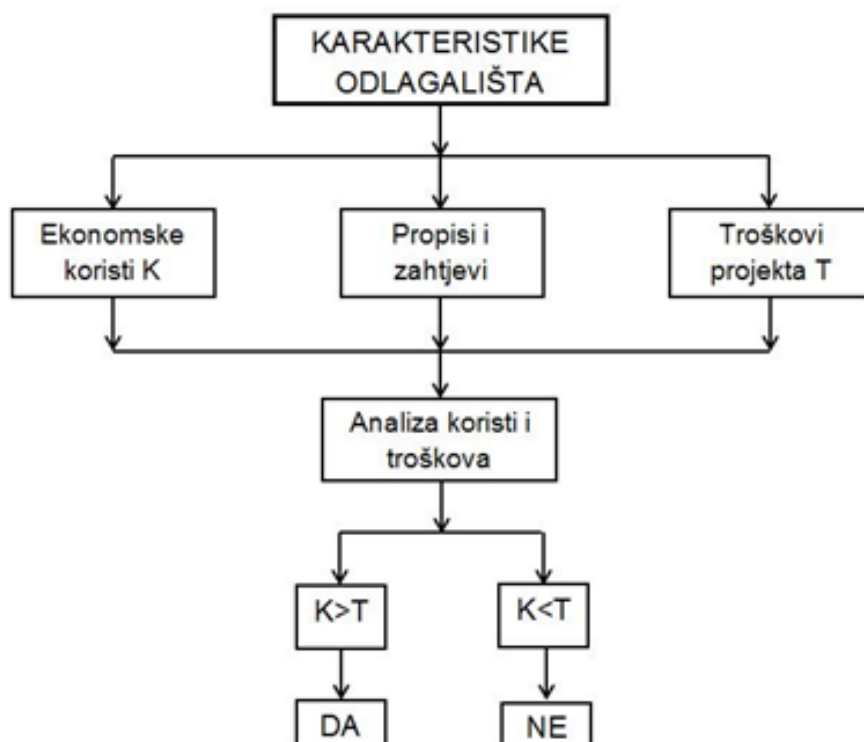 KARAKTERISTIKE
ODLAGALIŠTA
Ekonomske
koristi K
Propisi i
zahtjevi
Troškovi
projekta T
Analiza koristi i
troškova
K>T
K<T
DA
NE